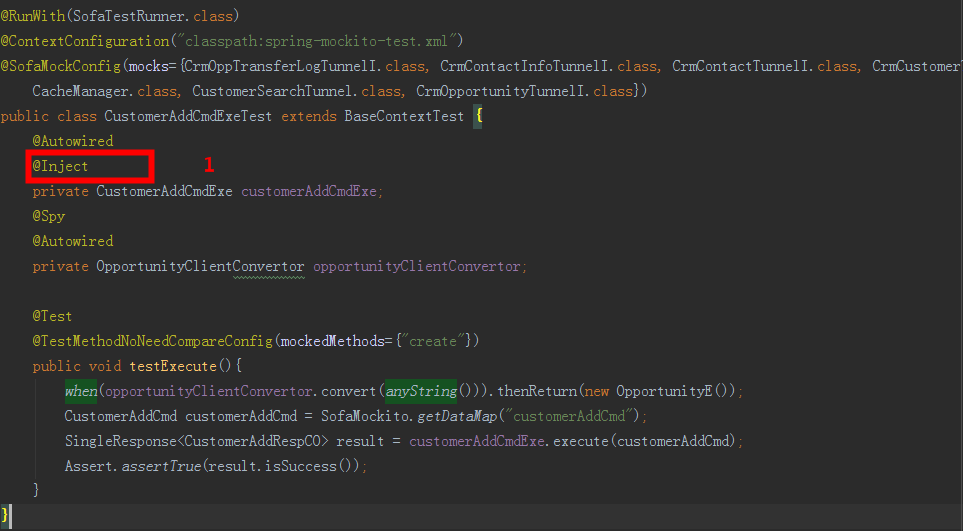 @RunWith(SofaTestRunner.class)
@ContextConfiguration("classpath:spring-mockito-test.xml")
@SofaMockConfig(mocks={CrmOppTransferLogTunnelI.class, CrmContactInfoTunnelI.class, CrmContactTunnelI.class, CrmCustomerT
    CacheManager.class, CustomerSearchTunnel.class, CrmOpportunityTunnelI.class})
public class CustomerAddCmdExeTest extends BaseContextTest {
    @Autowired
    @Inject 1
    private CustomerAddCmdExe customerAddCmdExe;
    @Spy
    @Autowired
    private OpportunityClientConvertor opportunityClientConvertor;
    @Test
    @TestMethodNoNeedCompareConfig(mockedMethods={"create"})
    public void testExecute(){
        when(opportunityClientConvertor.convert(anyString())).thenReturn(new OpportunityE());
        CustomerAddCmd customerAddCmd = SofaMockito.getDataMap("customerAddCmd");
        SingleResponse<CustomerAddRespCO> result = customerAddCmdExe.execute(customerAddCmd);
        Assert.assertTrue(result.isSuccess());
    }
}